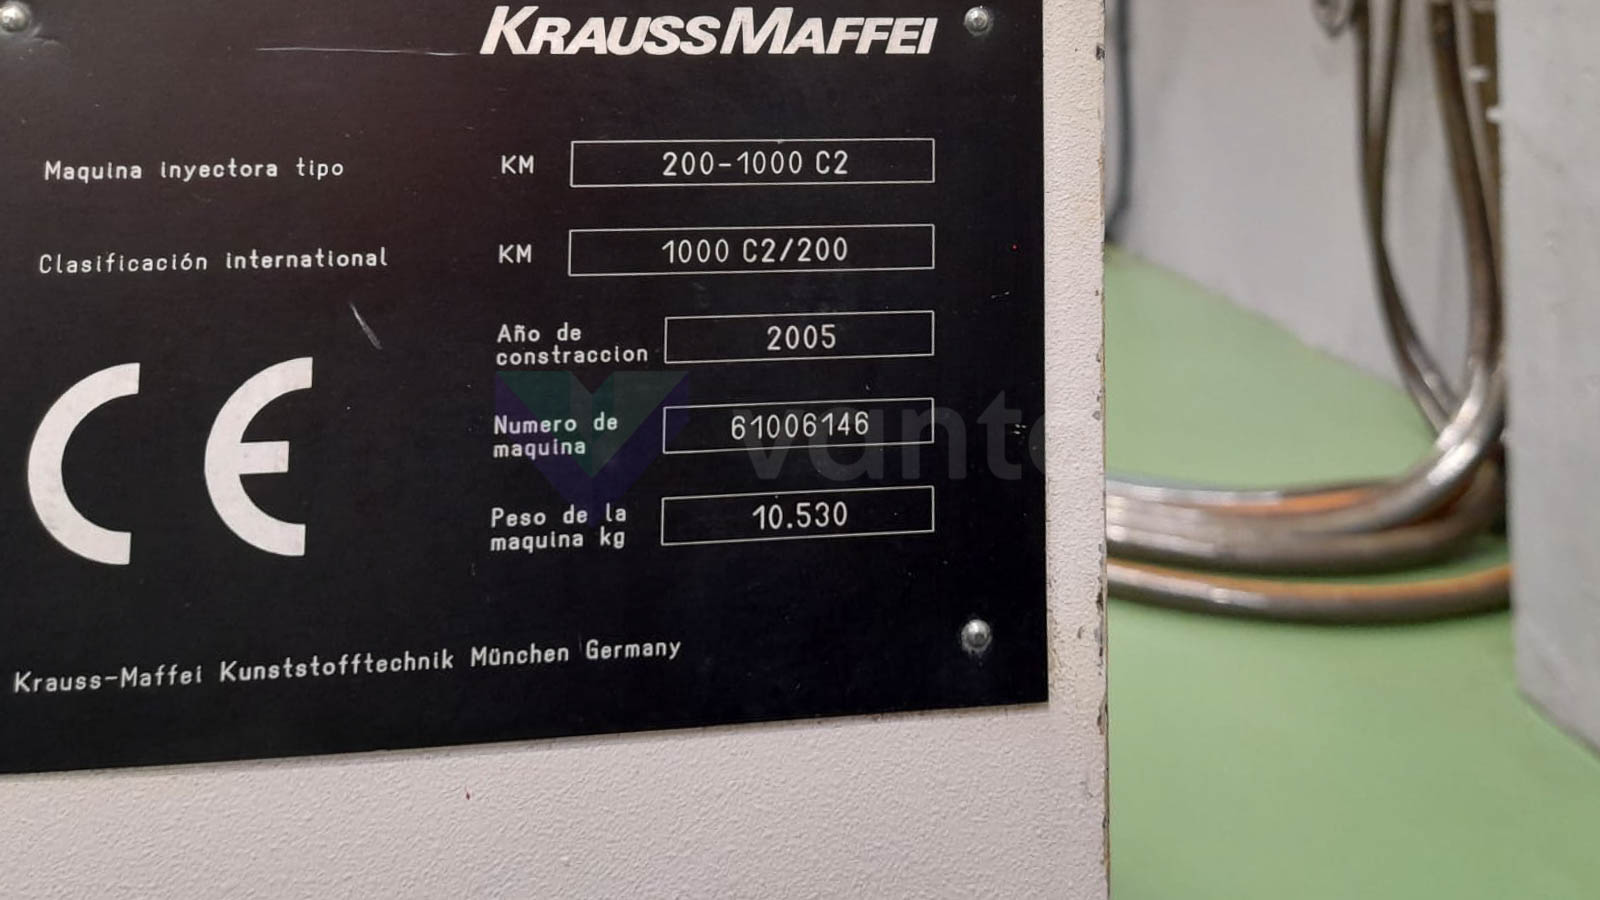 KRAUSSMAFFEI
Maquina inyectora tipo KM 200-1000 C2
Clasificación international KM 1000 C2/200
Año de
constraccion 2005
Numero de
maquina 61006146
Peso de la
maquina kg 10.530
CE
Krauss-Maffei Kunststofftechnik München Germany